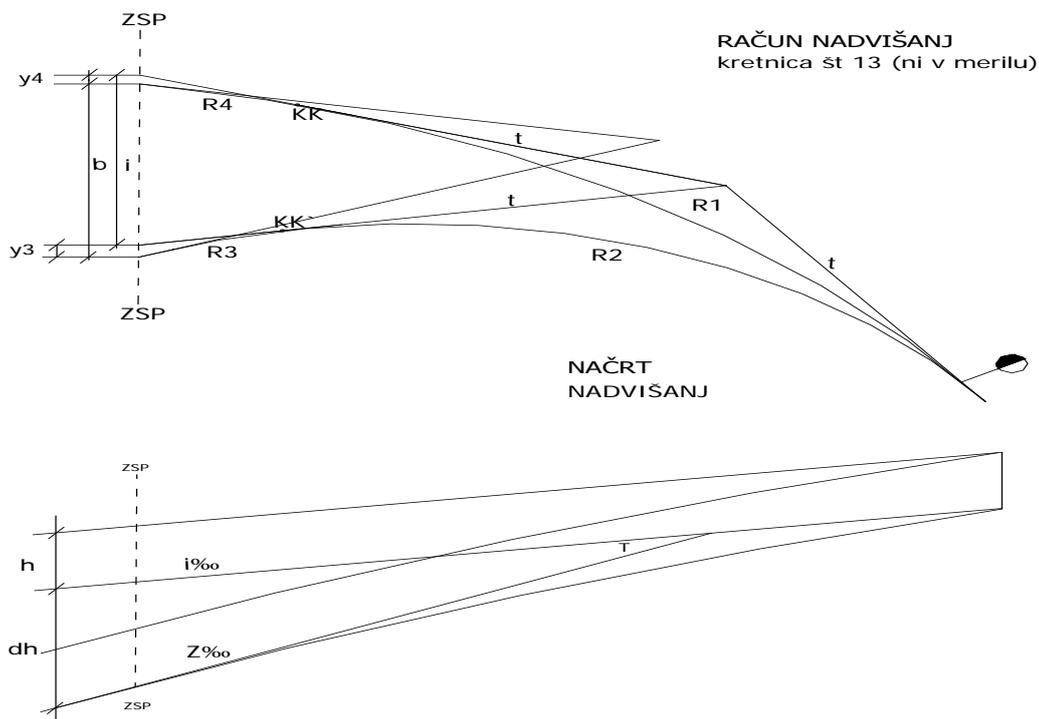 ZSP
RAČUN NADVIŠANJ
kretnica št 13 (ni v merilu)
y4
R4
KK
t
b
i
t
R1
KK`
y3
R3
R2
t
ZSP
NAČRT
NADVIŠANJ
ZSP
T
h
i‰
dh
Z‰
ZSP